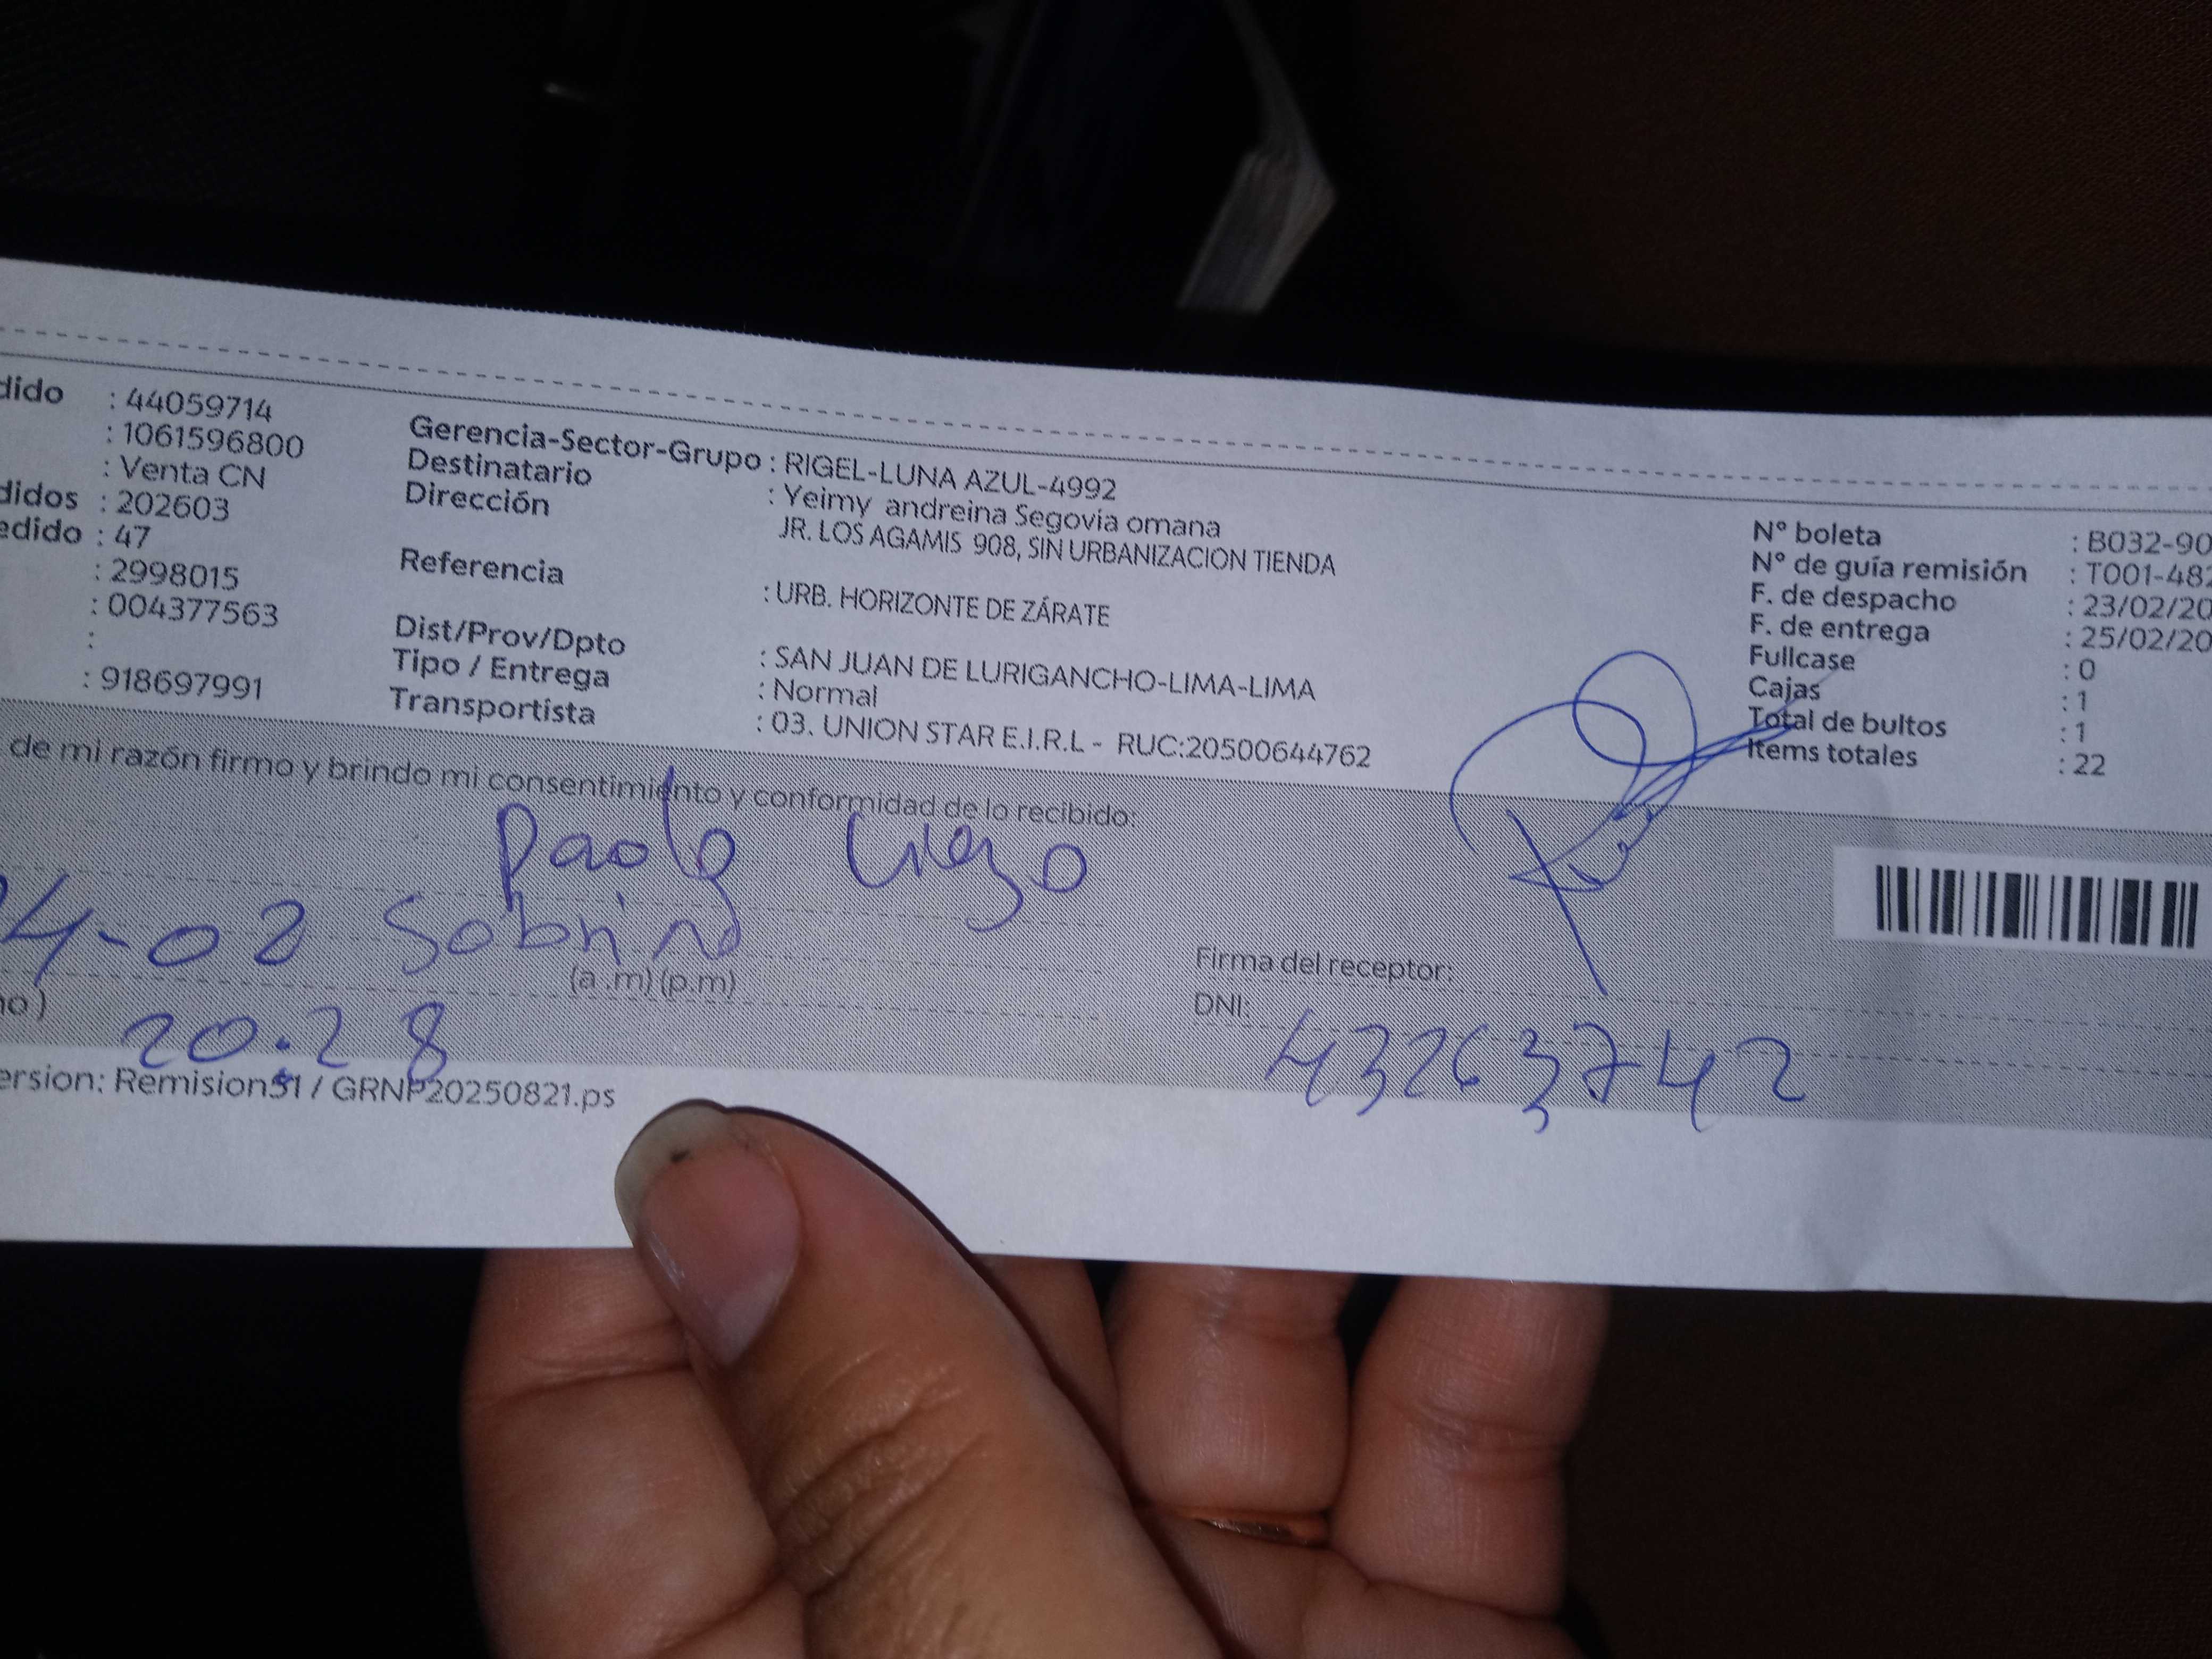 dido : 44059714
: 1061596800
: Venta CN
didos : 202603
edido : 47
: 2998015
: 004377563
:
: 918697991
Gerencia-Sector-Grupo : RIGEL-LUNA AZUL-4992
Destinatario : Yeimy andreina Segovia omana
Dirección JR. LOS AGAMIS 908, SIN URBANIZACION TIENDA
Referencia : URB. HORIZONTE DE ZÁRATE
Dist/Prov/Dpto : SAN JUAN DE LURIGANCHO-LIMA-LIMA
Tipo / Entrega : Normal
Transportista : 03. UNION STAR E.I.R.L - RUC:20500644762
N° boleta : B032-90
N° de guía remisión : T001-482
F. de despacho : 23/02/20
F. de entrega : 25/02/20
Fullcase : 0
Cajas : 1
Total de bultos : 1
Items totales : 22
de mi razón firmo y brindo mi consentimiento y conformidad de lo recibido:
Paola
4-02 Sobrino
(a .m) (p.m)
no)
20:28
Firma del receptor:
DNI: 43263742
ersion: Remision51 / GRNP20250821.ps